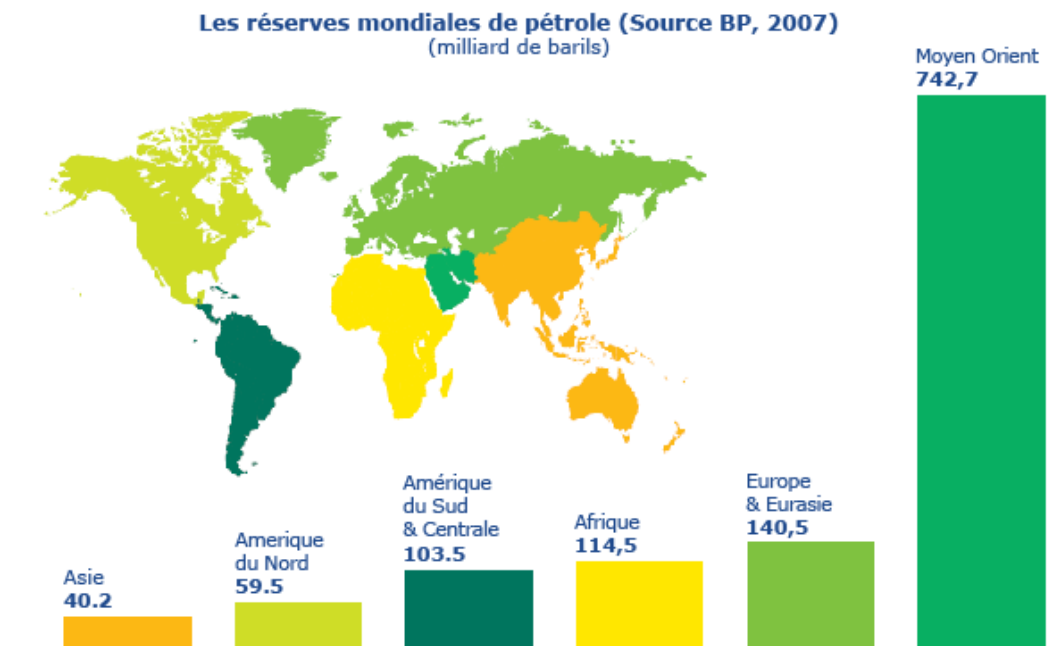 Les réserves mondiales de pétrole (Source BP, 2007)
(milliard de barils)
Moyen Orient
742,7
Asie
40.2
Amerique
du Nord
59.5
Amérique
du Sud
& Centrale
103.5
Afrique
114,5
Europe
& Eurasie
140,5